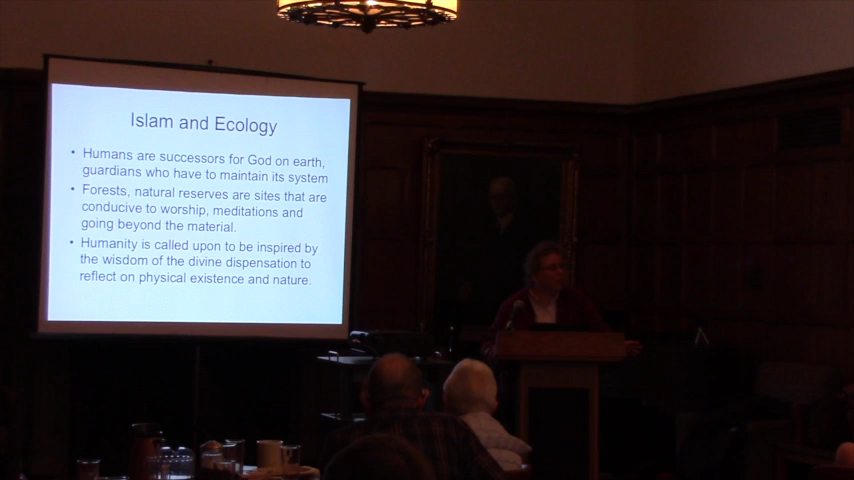 Islam and Ecology
• Humans are successors for God on earth,
guardians who have to maintain its system
• Forests, natural reserves are sites that are
conducive to worship, meditations and
going beyond the material.
• Humanity is called upon to be inspired by
the wisdom of the divine dispensation to
reflect on physical existence and nature.